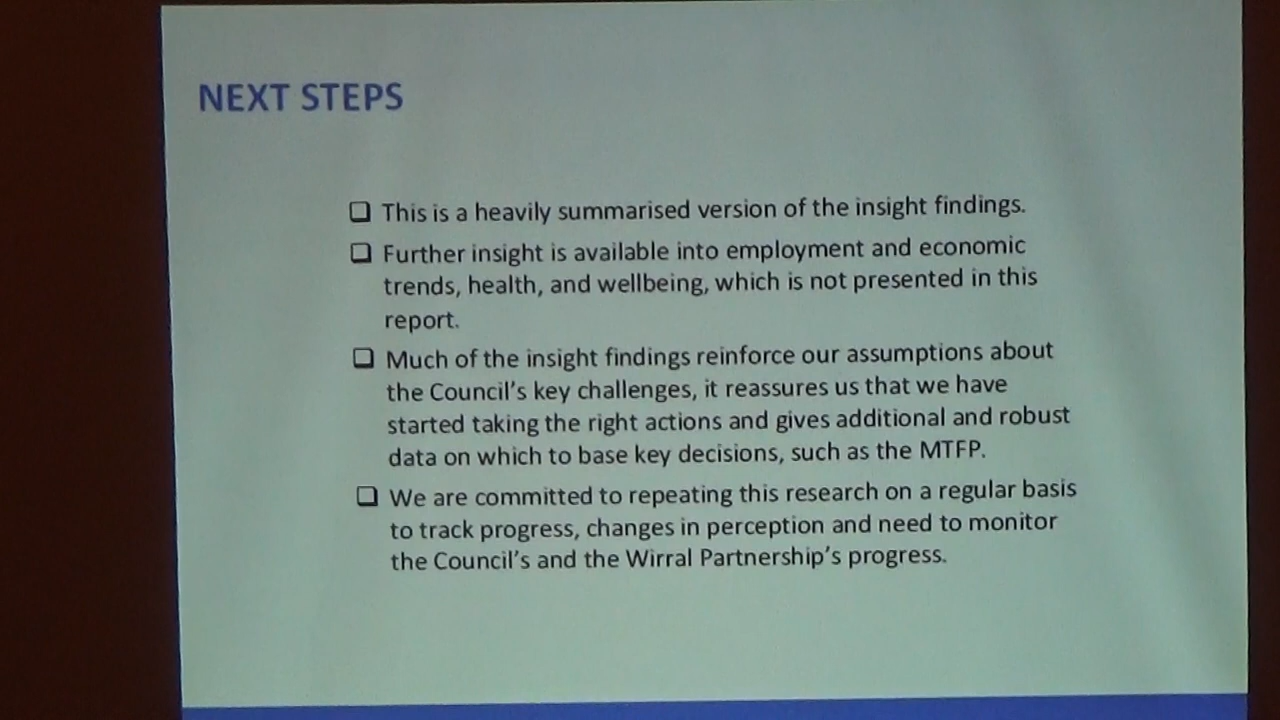 NEXT STEPS
This is a heavily summarised version of the insight findings.
Further insight is available into employment and economic
trends, health, and wellbeing, which is not presented in this
report.
Much of the insight findings reinforce our assumptions about
the Council's key challenges, it reassures us that we have
started taking the right actions and gives additional and robust
data on which to base key decisions, such as the MTFP.
We are committed to repeating this research on a regular basis
to track progress, changes in perception and need to monitor
the Council's and the Wirral Partnership's progress.